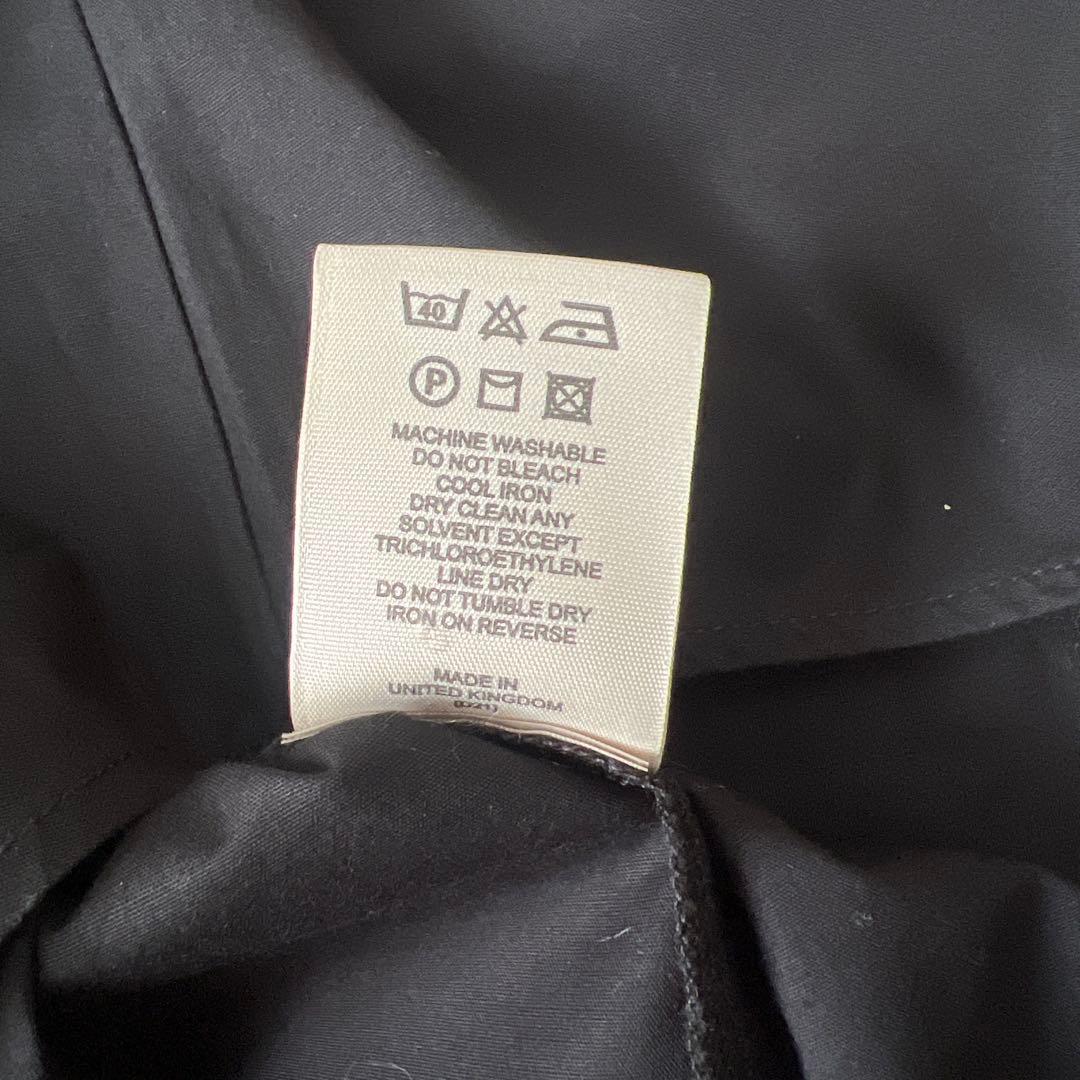 40
P
MACHINE WASHABLE
DO NOT BLEACH
COOL IRON
DRY CLEAN ANY
SOLVENT EXCEPT
TRICHLOROETHYLENE
LINE DRY
DO NOT TUMBLE DRY
IRON ON REVERSE
MADE IN
UNITED KINGDOM